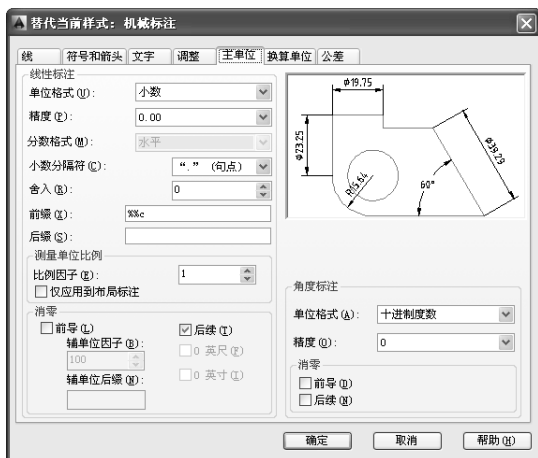 替代当前样式：机械标注
线 符号和箭头 文字 调整 主单位 换算单位 公差
线性标注
单位格式(U)： 小数
精度(P)： 0.00
分数格式(M)： 水平
小数分隔符(C)： “.” (句点)
舍入(R)： 0
前缀(X)： %%c
后缀(S)：
测量单位比例
比例因子(E)： 1
仅应用到布局标注
消零
前导(L) 后续(T)
辅单位因子(B)： 0 英尺(F)
100
辅单位后缀(N)： 0 英寸(I)
ϕ19.75
ϕ23.25
ϕ39.29
R15.64
60°
角度标注
单位格式(A)： 十进制度数
精度(O)： 0
消零
前导(D)
后续(N)
确定 取消 帮助(H)